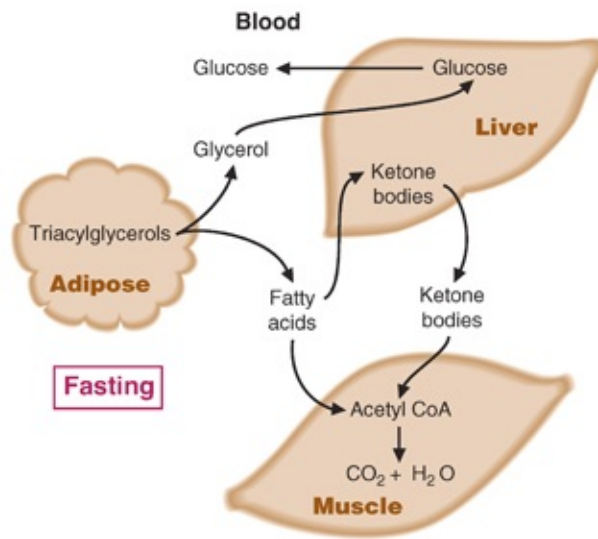 Blood
Glucose
Glucose
Liver
Glycerol
Ketone
bodies
Triacylglycerols
Adipose
Fatty
acids
Ketone
bodies
Fasting
Acetyl CoA
CO₂ + H₂O
Muscle